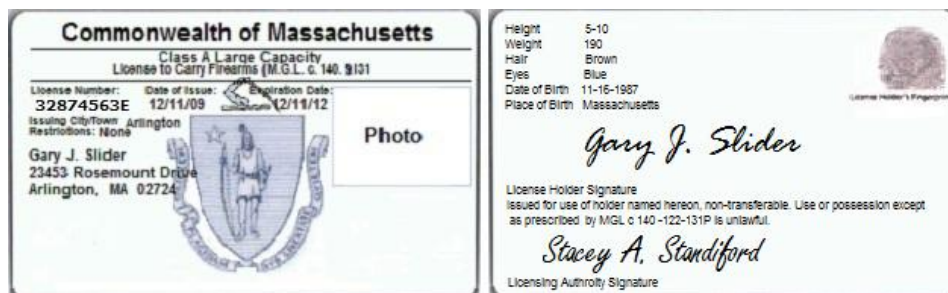 Commonwealth of Massachusetts
Class A Large Capacity
License to Carry Firearms (M.G.L. c. 140. §131
License Number: Date of Issue: Expiration Date:
32874563E 12/11/09 12/11/12
Issuing City/Town Arlington
Restrictions: None
Gary J. Slider
23453 Rosemount Drive
Arlington, MA 02724
Photo
Height 5-10
Weight 190
Hair Brown
Eyes Blue
Date of Birth 11-16-1987
Place of Birth Massachusetts
License Holder's Fingerprint
Gary J. Slider
License Holder Signature
Issued for use of holder named hereon, non-transferable. Use or possession except
as prescribed by MGL c 140 -122-131P is unlawful.
Stacey A. Standiford
Licensing Authroity Signature